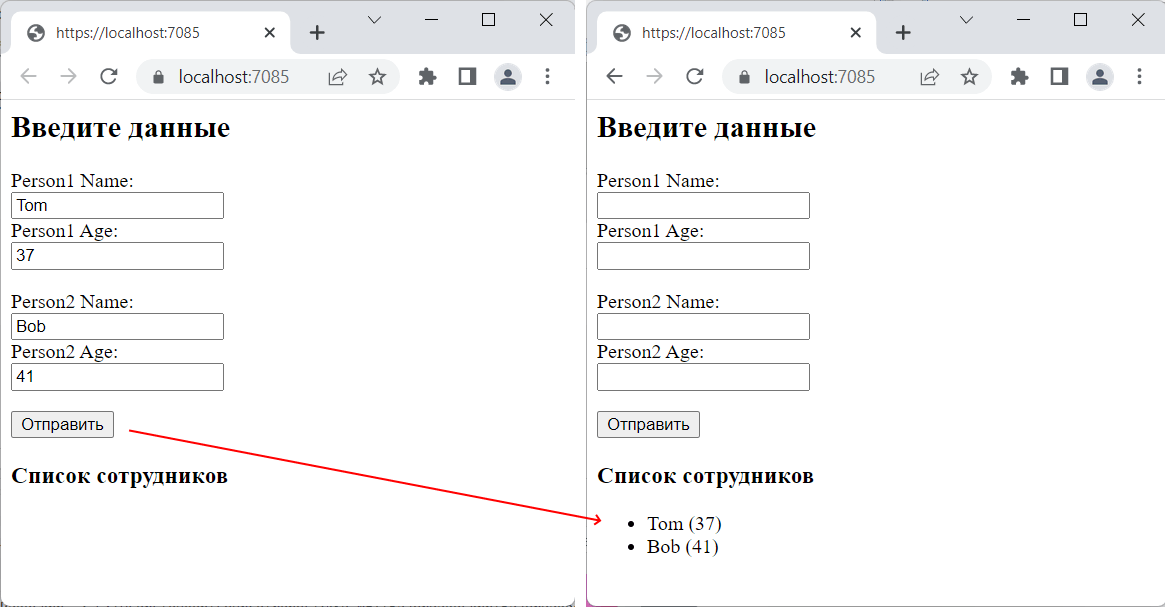 https://localhost:7085
localhost:7085
Введите данные
Person1 Name:
Tom
Person1 Age:
37
Person2 Name:
Bob
Person2 Age:
41
Отправить
Список сотрудников
https://localhost:7085
localhost:7085
Введите данные
Person1 Name:
Person1 Age:
Person2 Name:
Person2 Age:
Отправить
Список сотрудников
Tom (37)
Bob (41)